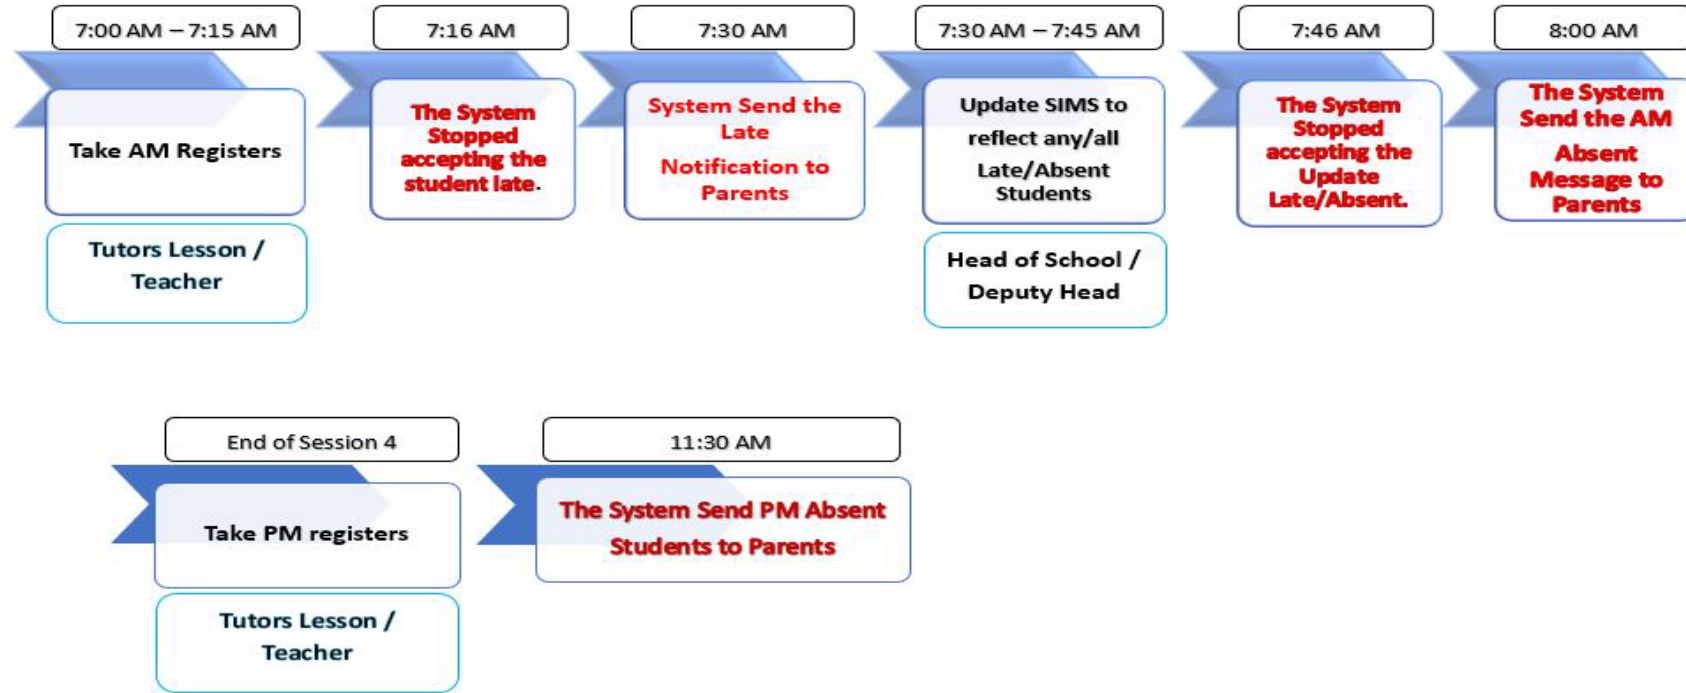 7:00 AM – 7:15 AM
7:16 AM
7:30 AM
7:30 AM – 7:45 AM
7:46 AM
8:00 AM
Take AM Registers
Tutors Lesson /
Teacher
The System
Stopped
accepting the
student late.
System Send the
Late
Notification to
Parents
Update SIMS to
reflect any/all
Late/Absent
Students
Head of School /
Deputy Head
The System
Stopped
accepting the
Update
Late/Absent.
The System
Send the AM
Absent
Message to
Parents
End of Session 4
11:30 AM
Take PM registers
Tutors Lesson /
Teacher
The System Send PM Absent
Students to Parents